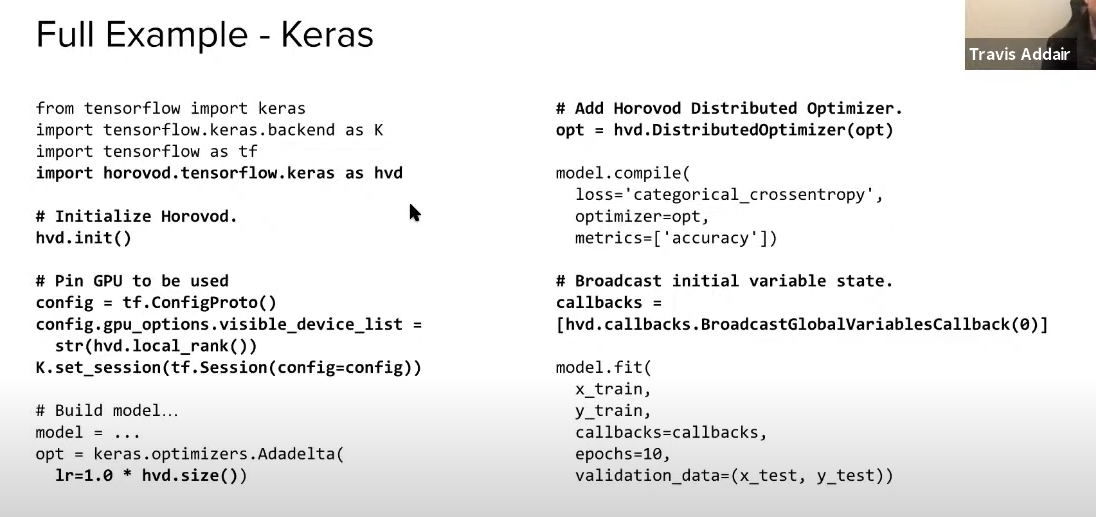 Full Example - Keras
Travis Addair
from tensorflow import keras
import tensorflow.keras.backend as K
import tensorflow as tf
import horovod.tensorflow.keras as hvd
# Initialize Horovod.
hvd.init()
# Pin GPU to be used
config = tf.ConfigProto()
config.gpu_options.visible_device_list =
str(hvd.local_rank())
K.set_session(tf.Session(config=config))
# Build model…
model = ...
opt = keras.optimizers.Adadelta(
lr=1.0 * hvd.size())
# Add Horovod Distributed Optimizer.
opt = hvd.DistributedOptimizer(opt)
model.compile(
loss='categorical_crossentropy',
optimizer=opt,
metrics=['accuracy'])
# Broadcast initial variable state.
callbacks =
[hvd.callbacks.BroadcastGlobalVariablesCallback(0)]
model.fit(
x_train,
y_train,
callbacks=callbacks,
epochs=10,
validation_data=(x_test, y_test))